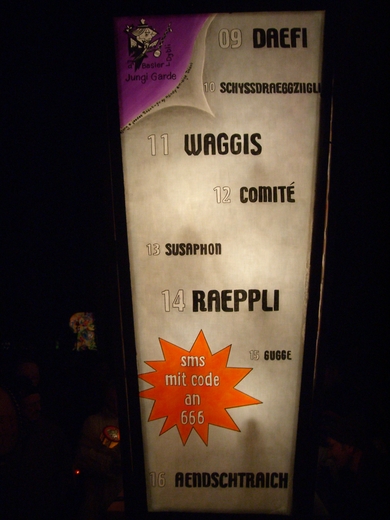 Basler
Jungi Garde
09 DAEFI
10 SCHYSSDRAEGGZIIGLI
11 WAGGIS
12 COMITÉ
13 SUSAPHON
14 RAEPPLI
15 GUGGE
sms
mit code
an
666
16 AENDSCHTRAICH